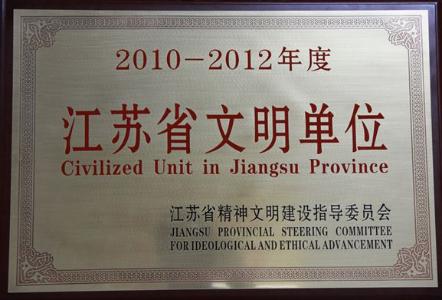 2010-2012年度
江苏省文明单位
Civilized Unit in Jiangsu Province
江苏省精神文明建设指导委员会
JIANGSU PROVINCIAL STEERING COMMITTEE
FOR IDEOLOGICAL AND ETHICAL ADVANCEMENT